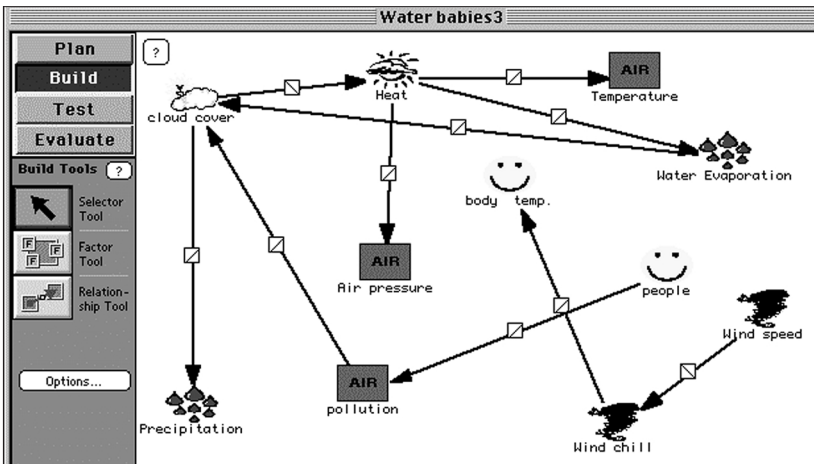 Water babies3
Plan
Build
Test
Evaluate
Build Tools ?
Selector
Tool
F F F
Factor
Tool
Relation-
ship Tool
Options...
?
cloud cover
Heat
AIR
Temperature
Water Evaporation
body temp.
AIR
Air pressure
people
Wind speed
AIR
pollution
Precipitation
Wind chill